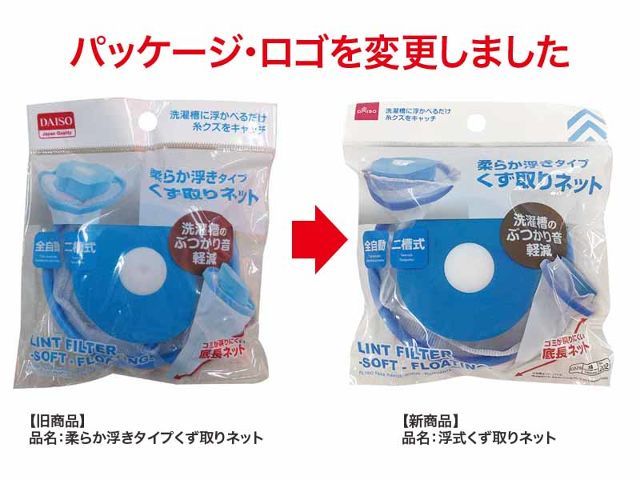 パッケージ・ロゴを変更しました
DAISO
Japan Quality
洗濯槽に浮かべるだけ
糸クズをキャッチ
柔らか浮きタイプ
くず取りネット
洗濯槽の
ぶつかり音
軽減
全自動
二槽式
ゴミが戻りにくい
底長ネット
LINT FILTER
-SOFT - FLOATING-
DAISO
洗濯槽に浮かべるだけ
糸クズをキャッチ
柔らか浮きタイプ
くず取りネット
洗濯槽の
ぶつかり音
軽減
全自動
二槽式
ゴミが戻りにくい
底長ネット
LINT FILTER
-SOFT - FLOATING
【旧商品】
品名：柔らか浮きタイプくず取りネット
【新商品】
品名：浮式くず取りネット